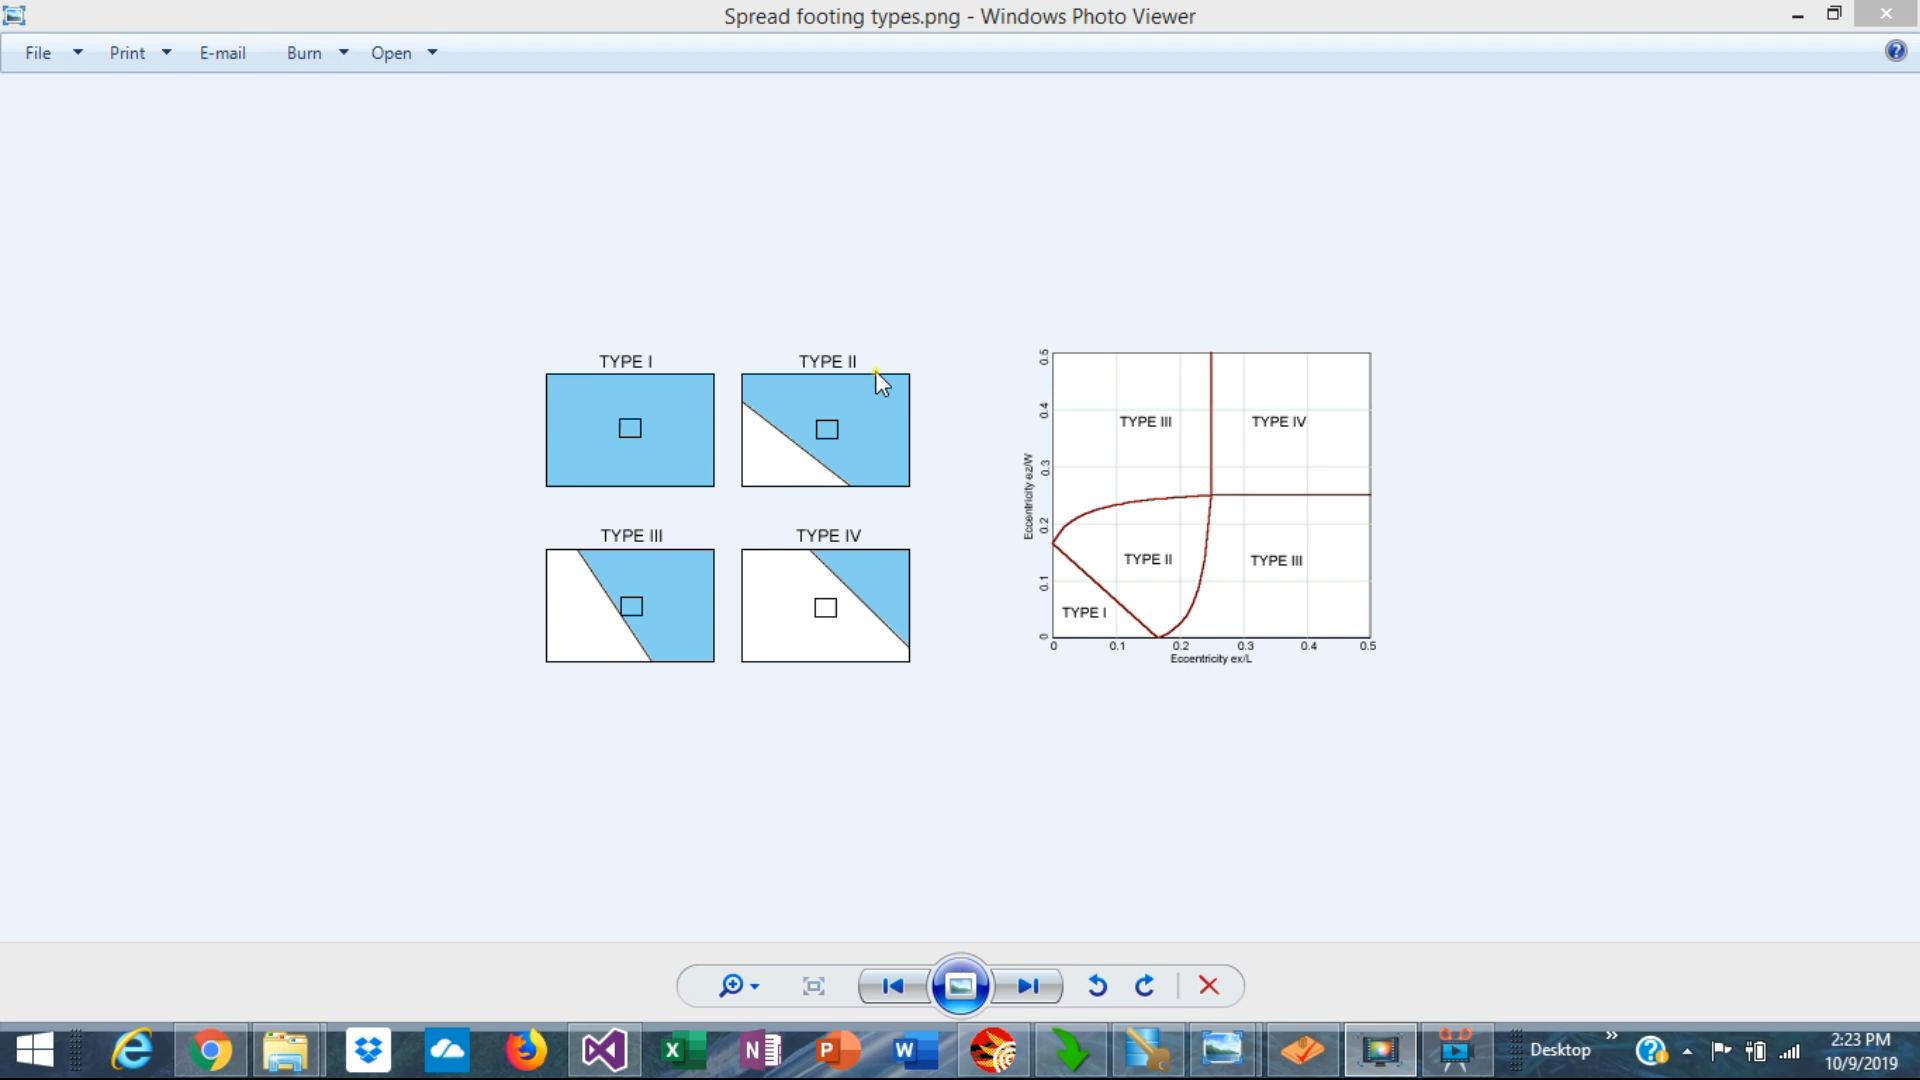 Spread footing types.png - Windows Photo Viewer
File Print E-mail Burn Open
TYPE I TYPE II
TYPE III TYPE IV
0.5
0.4
0.3
0.2
0.1
0
Eccentricity ez/W
TYPE III TYPE IV
TYPE II TYPE III
TYPE I
0 0.1 0.2 0.3 0.4 0.5
Eccentricity ex/L
Desktop
2:23 PM
10/9/2019